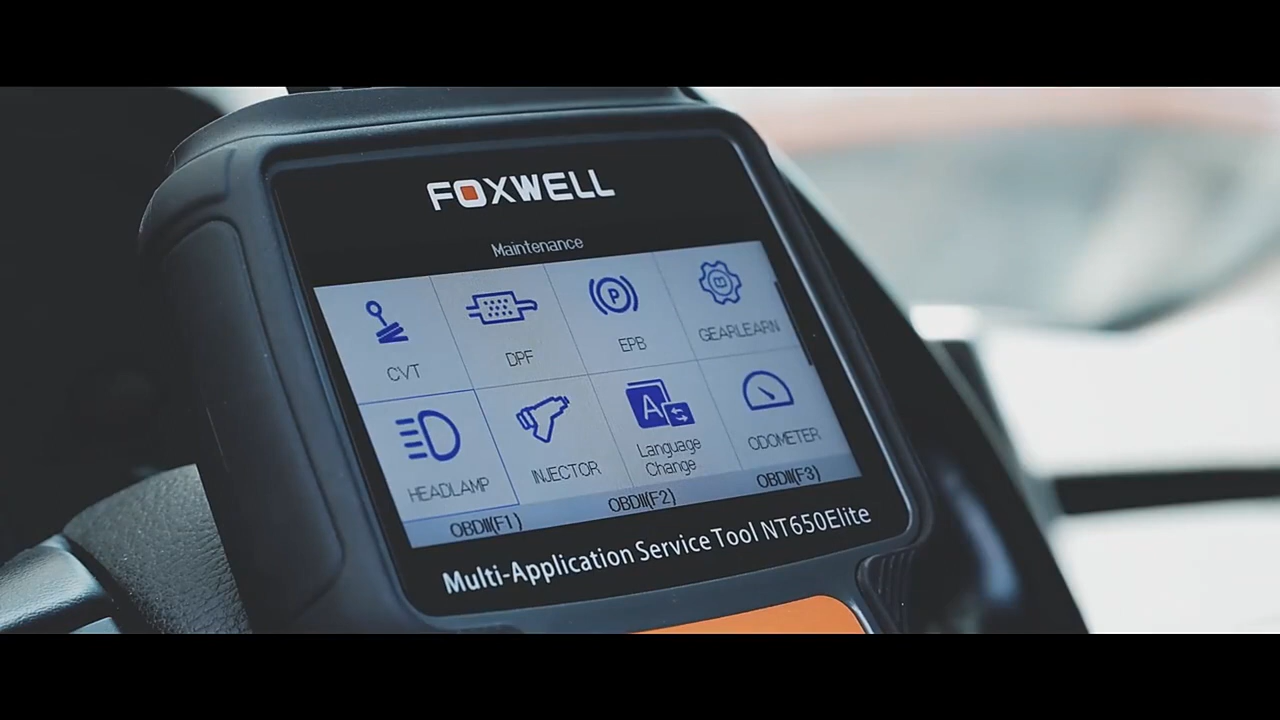 FOXWELL
Maintenance
CVT
DPF
EPB
GEARLEARN
HEADLAMP
INJECTOR
Language
Change
ODOMETER
OBDII(F1)
OBDII(F2)
OBDII(F3)
Multi-Application Service Tool NT650Elite